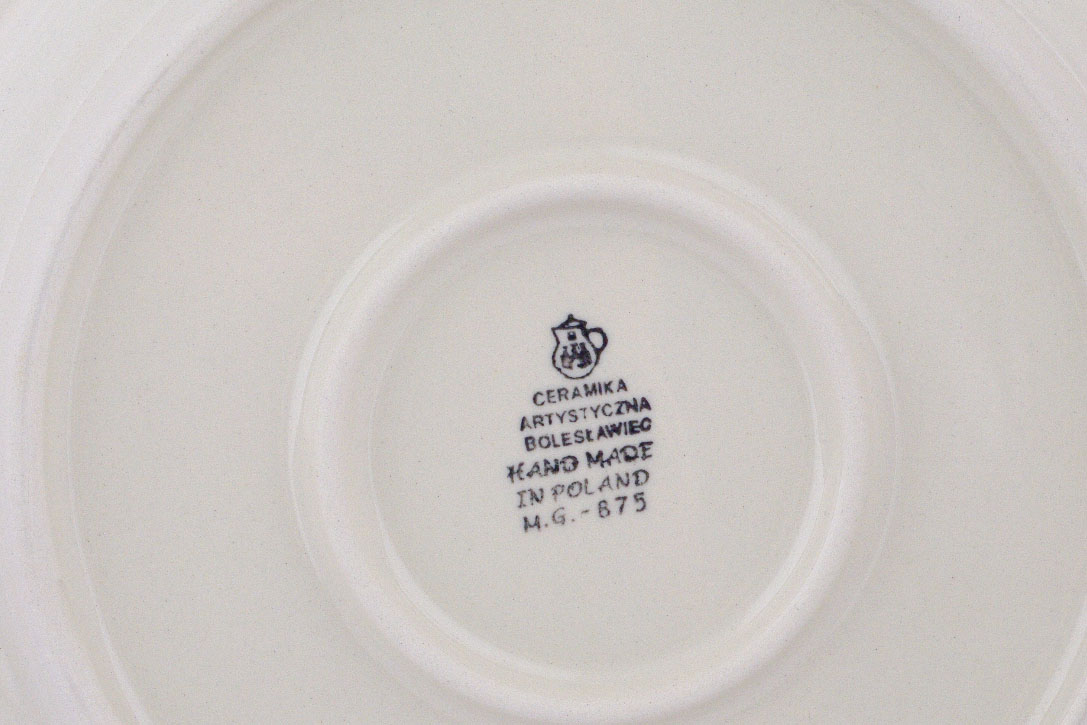 CERAMIKA
ARTYSTYCZNA
BOLESŁAWIEC
HAND MADE
IN POLAND
M.G.-875